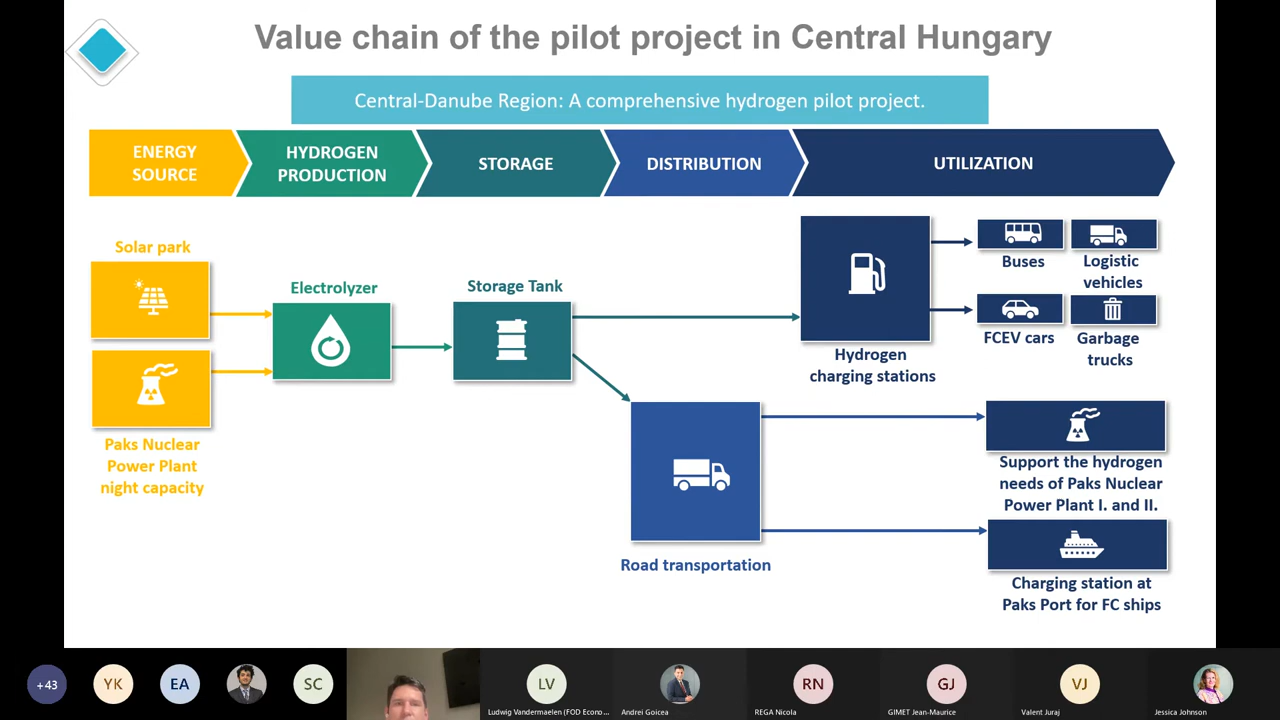 Value chain of the pilot project in Central Hungary
Central-Danube Region: A comprehensive hydrogen pilot project.
ENERGY
SOURCE
HYDROGEN
PRODUCTION
STORAGE
DISTRIBUTION
UTILIZATION
Solar park
Paks Nuclear
Power Plant
night capacity
Electrolyzer
Storage Tank
Road transportation
Hydrogen
charging stations
Buses
Logistic
vehicles
FCEV cars
Garbage
trucks
Support the hydrogen
needs of Paks Nuclear
Power Plant I. and II.
Charging station at
Paks Port for FC ships
+43
YK
EA
SC
LV
RN
GJ
VJ
Ludwig Vandermaelen (FOD Econo...
Andrei Goicea
REGA Nicola
GIMET Jean-Maurice
Valent Juraj
Jessica Johnson